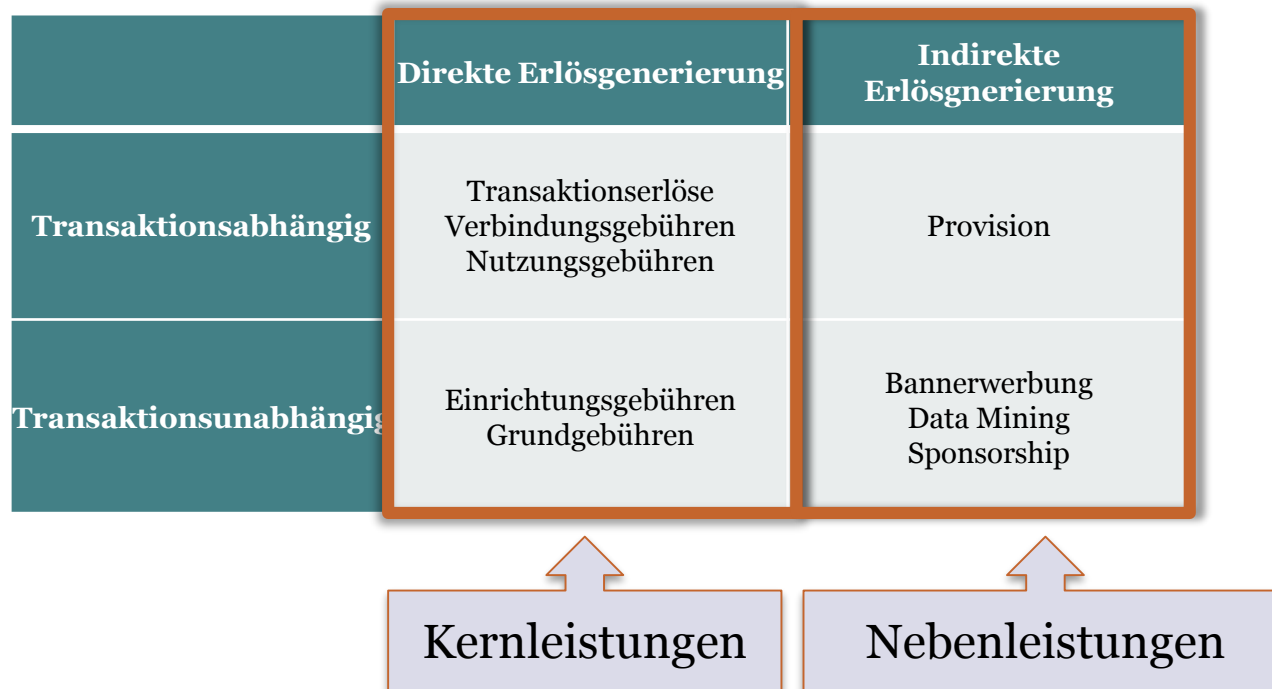 Direkte Erlösgenerierung
Indirekte
Erlösgnerierung
Transaktionsabhängig
Transaktionserlöse
Verbindungsgebühren
Nutzungsgebühren
Provision
Transaktionsunabhängig
Einrichtungsgebühren
Grundgebühren
Bannerwerbung
Data Mining
Sponsorship
Kernleistungen
Nebenleistungen